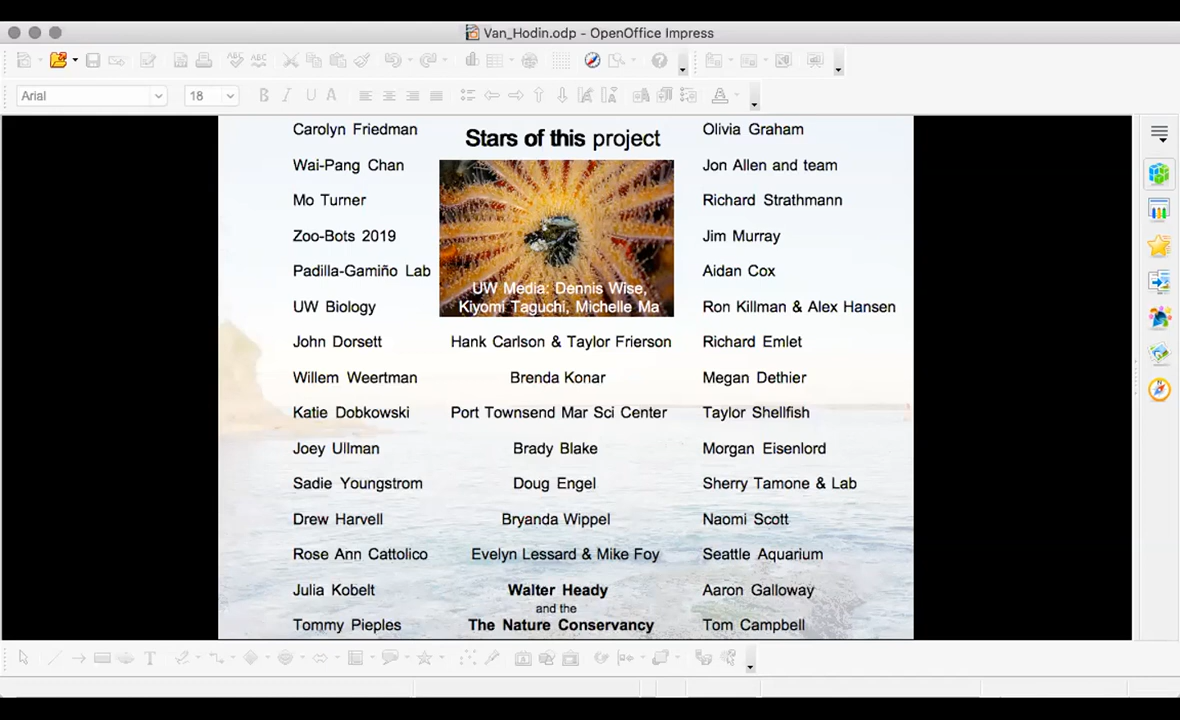 Van_Hodin.odp - OpenOffice Impress
Arial
18
Carolyn Friedman
Wai-Pang Chan
Mo Turner
Zoo-Bots 2019
Padilla-Gamiño Lab
UW Biology
John Dorsett
Willem Weertman
Katie Dobkowski
Joey Ullman
Sadie Youngstrom
Drew Harvell
Rose Ann Cattolico
Julia Kobelt
Tommy Pieples
Stars of this project
UW Media: Dennis Wise,
Kiyomi Taguchi, Michelle Ma
Hank Carlson & Taylor Frierson
Brenda Konar
Port Townsend Mar Sci Center
Brady Blake
Doug Engel
Bryanda Wippel
Evelyn Lessard & Mike Foy
Walter Heady
and the
The Nature Conservancy
Olivia Graham
Jon Allen and team
Richard Strathmann
Jim Murray
Aidan Cox
Ron Killman & Alex Hansen
Richard Emlet
Megan Dethier
Taylor Shellfish
Morgan Eisenlord
Sherry Tamone & Lab
Naomi Scott
Seattle Aquarium
Aaron Galloway
Tom Campbell